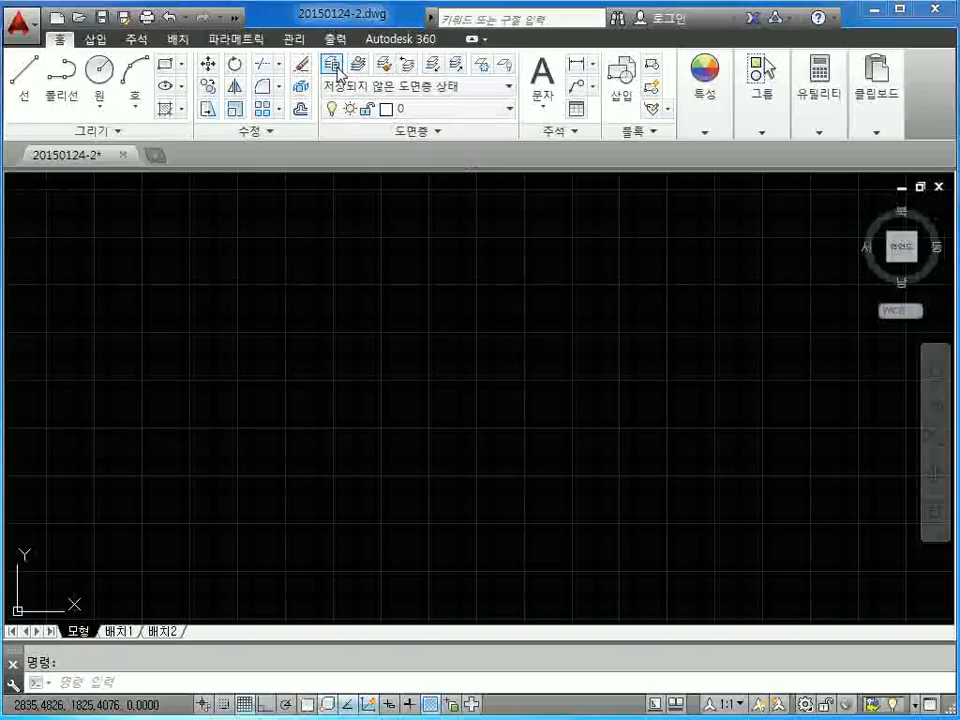 20150124-2.dwg
키워드 또는 구절 입력
로그인
홈 삽입 주석 배치 파라메트릭 관리 출력 Autodesk 360
선 폴리선 원 호
저장되지 않은 도면층 상태
0
A
문자 삽입 특성 그룹 유틸리티 클립보드
그리기 수정 도면층 주석 블록
20150124-2*
북
서 동
남
Y
X
모형 배치1 배치2
명령:
명령 입력
2835,4826, 1825,4076, 0,0000
1:1